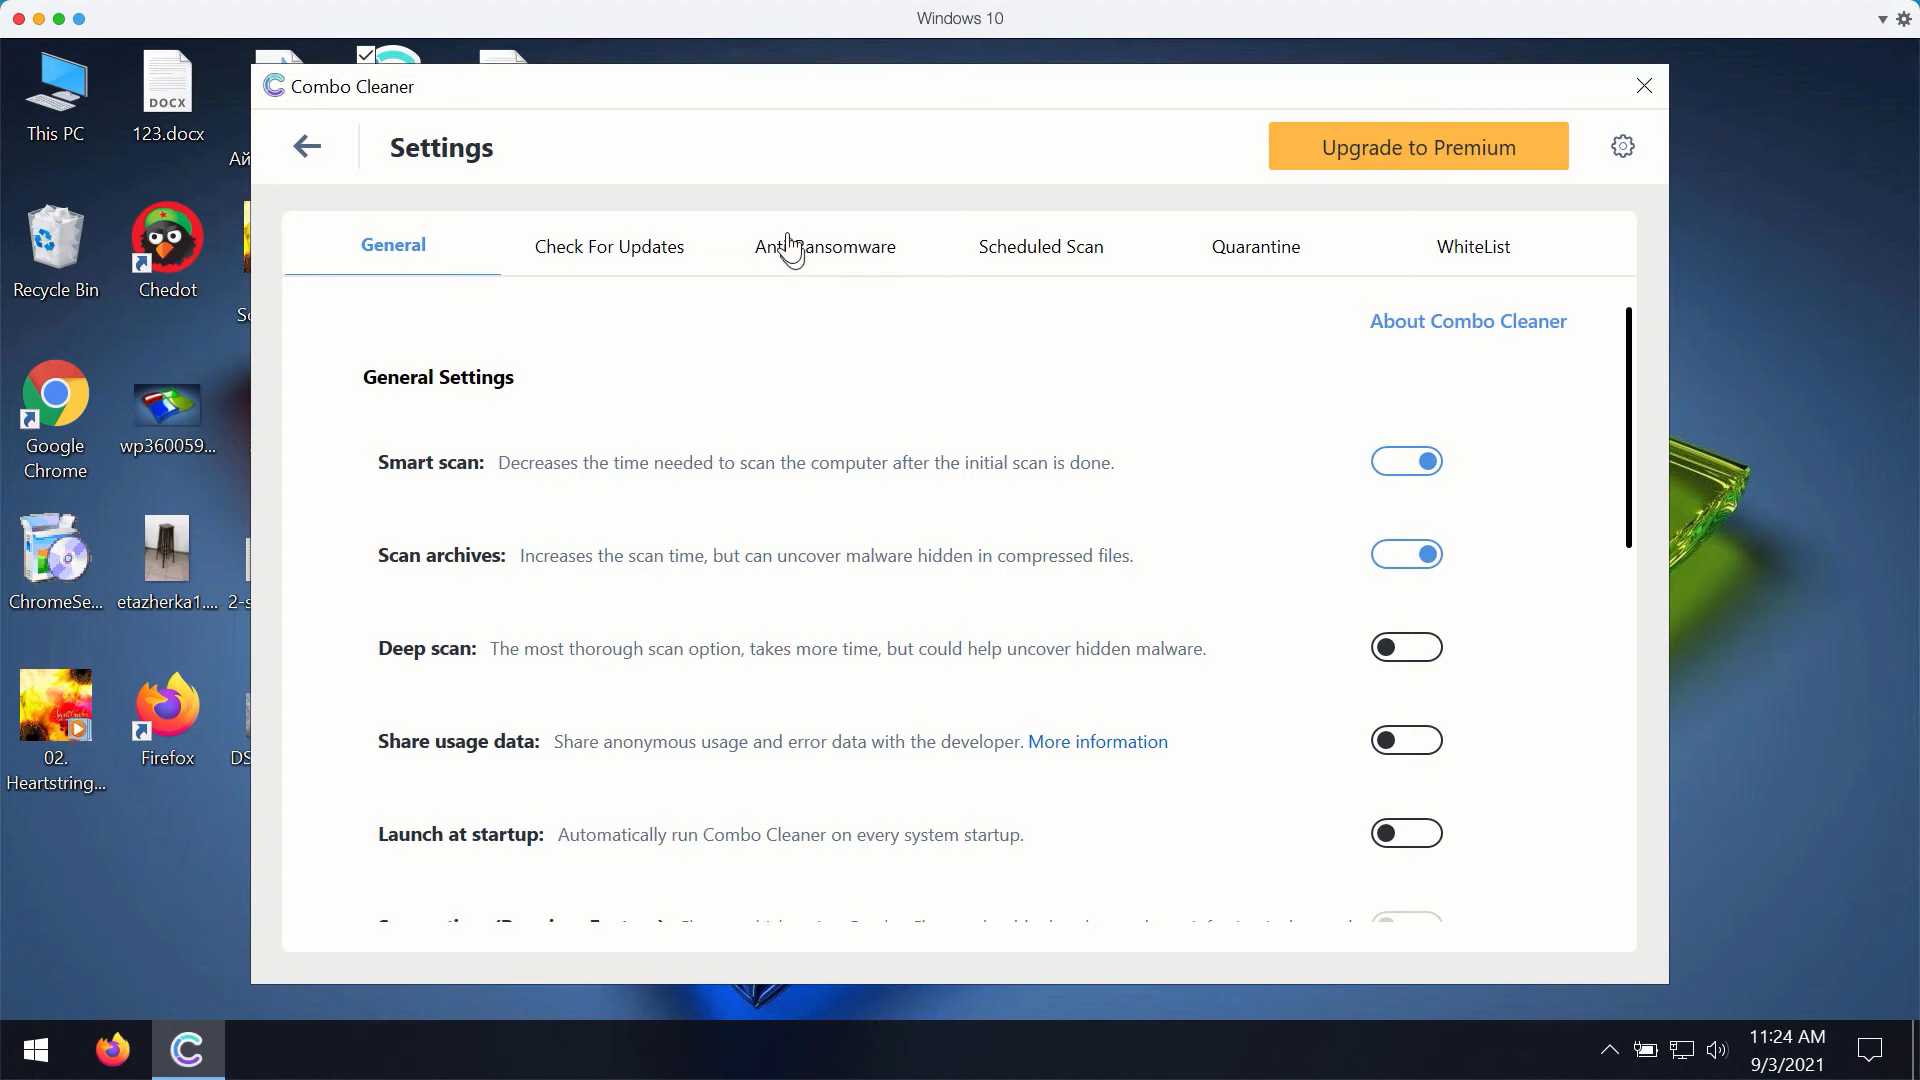 Windows 10
This PC
DOCX
123.docx
Recycle Bin
Chedot
Google
Chrome
wp360059...
ChromeSe...
etazherka1....
2-s
02.
Heartstring...
Firefox
DS
Combo Cleaner
Settings
Upgrade to Premium
General
Check For Updates
Anti Ransomware
Scheduled Scan
Quarantine
WhiteList
About Combo Cleaner
General Settings
Smart scan: Decreases the time needed to scan the computer after the initial scan is done.
Scan archives: Increases the scan time, but can uncover malware hidden in compressed files.
Deep scan: The most thorough scan option, takes more time, but could help uncover hidden malware.
Share usage data: Share anonymous usage and error data with the developer. More information
Launch at startup: Automatically run Combo Cleaner on every system startup.
11:24 AM
9/3/2021